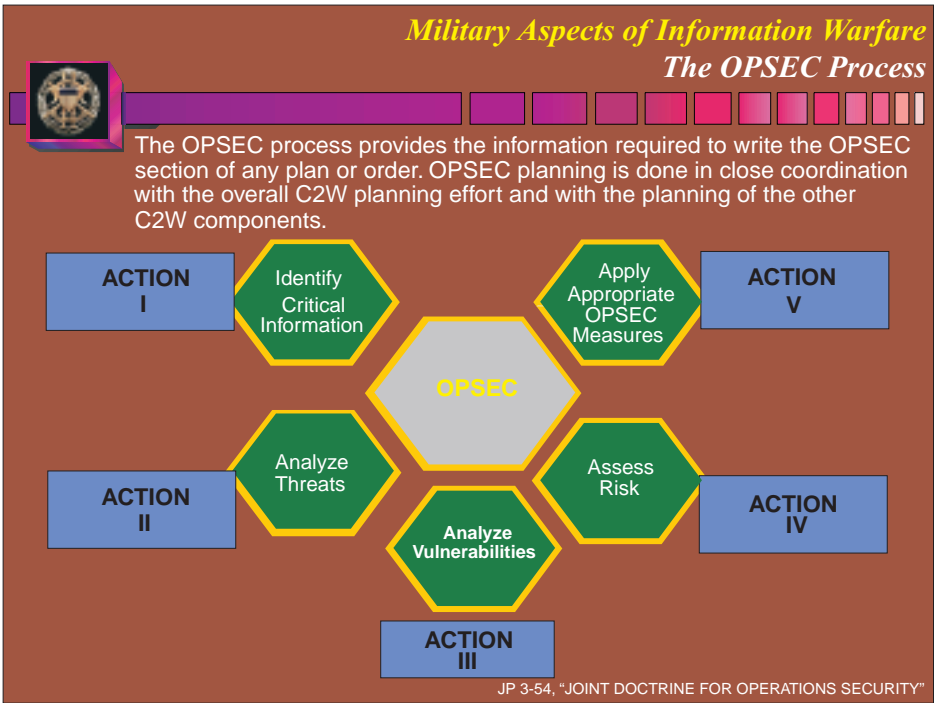 Military Aspects of Information Warfare
The OPSEC Process
The OPSEC process provides the information required to write the OPSEC
section of any plan or order. OPSEC planning is done in close coordination
with the overall C2W planning effort and with the planning of the other
C2W components.
ACTION
I
Identify
Critical
Information
Apply
Appropriate
OPSEC
Measures
ACTION
V
OPSEC
ACTION
II
Analyze
Threats
Analyze
Vulnerabilities
ACTION
III
Assess
Risk
ACTION
IV
JP 3-54, “JOINT DOCTRINE FOR OPERATIONS SECURITY”